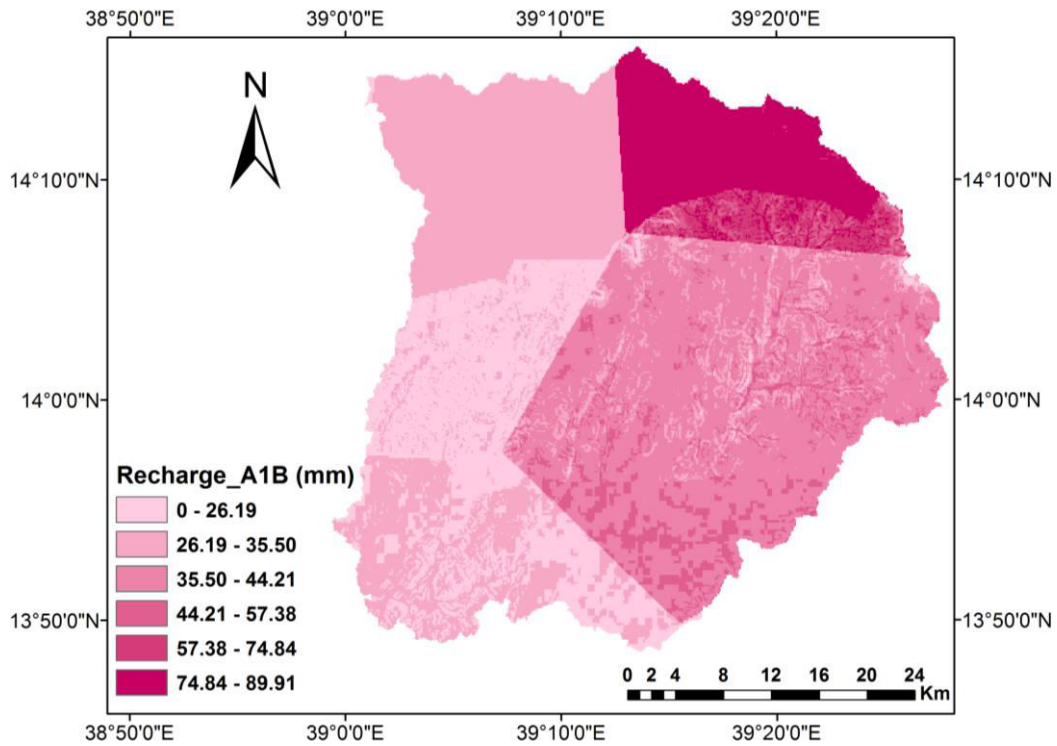 38°50'0"E 39°0'0"E 39°10'0"E 39°20'0"E
N
14°10'0"N 14°10'0"N
14°0'0"N 14°0'0"N
Recharge_A1B (mm)
0 - 26.19
26.19 - 35.50
35.50 - 44.21
44.21 - 57.38
57.38 - 74.84
74.84 - 89.91
13°50'0"N 13°50'0"N
0 2 4 8 12 16 20 24
Km
38°50'0"E 39°0'0"E 39°10'0"E 39°20'0"E